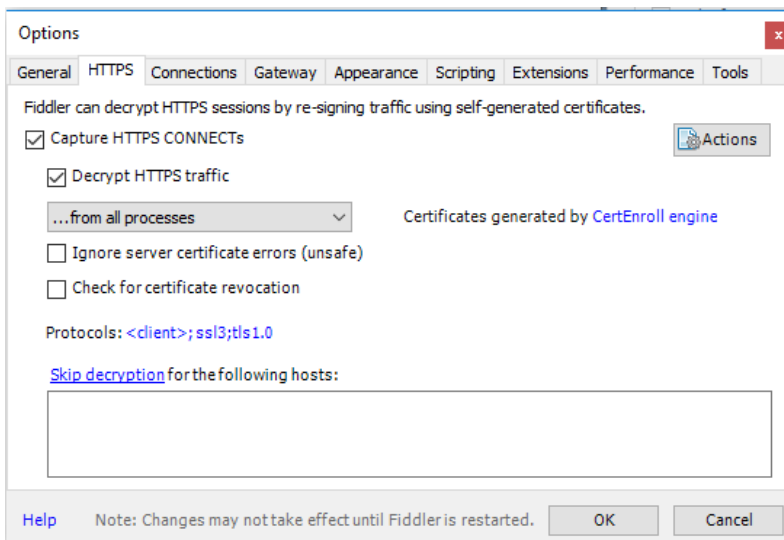 Options
x
General HTTPS Connections Gateway Appearance Scripting Extensions Performance Tools
Fiddler can decrypt HTTPS sessions by re-signing traffic using self-generated certificates.
Capture HTTPS CONNECTs
Actions
Decrypt HTTPS traffic
...from all processes
Certificates generated by CertEnroll engine
Ignore server certificate errors (unsafe)
Check for certificate revocation
Protocols: <client>; ssl3;tls1.0
Skip decryption for the following hosts:
Help Note: Changes may not take effect until Fiddler is restarted. OK Cancel